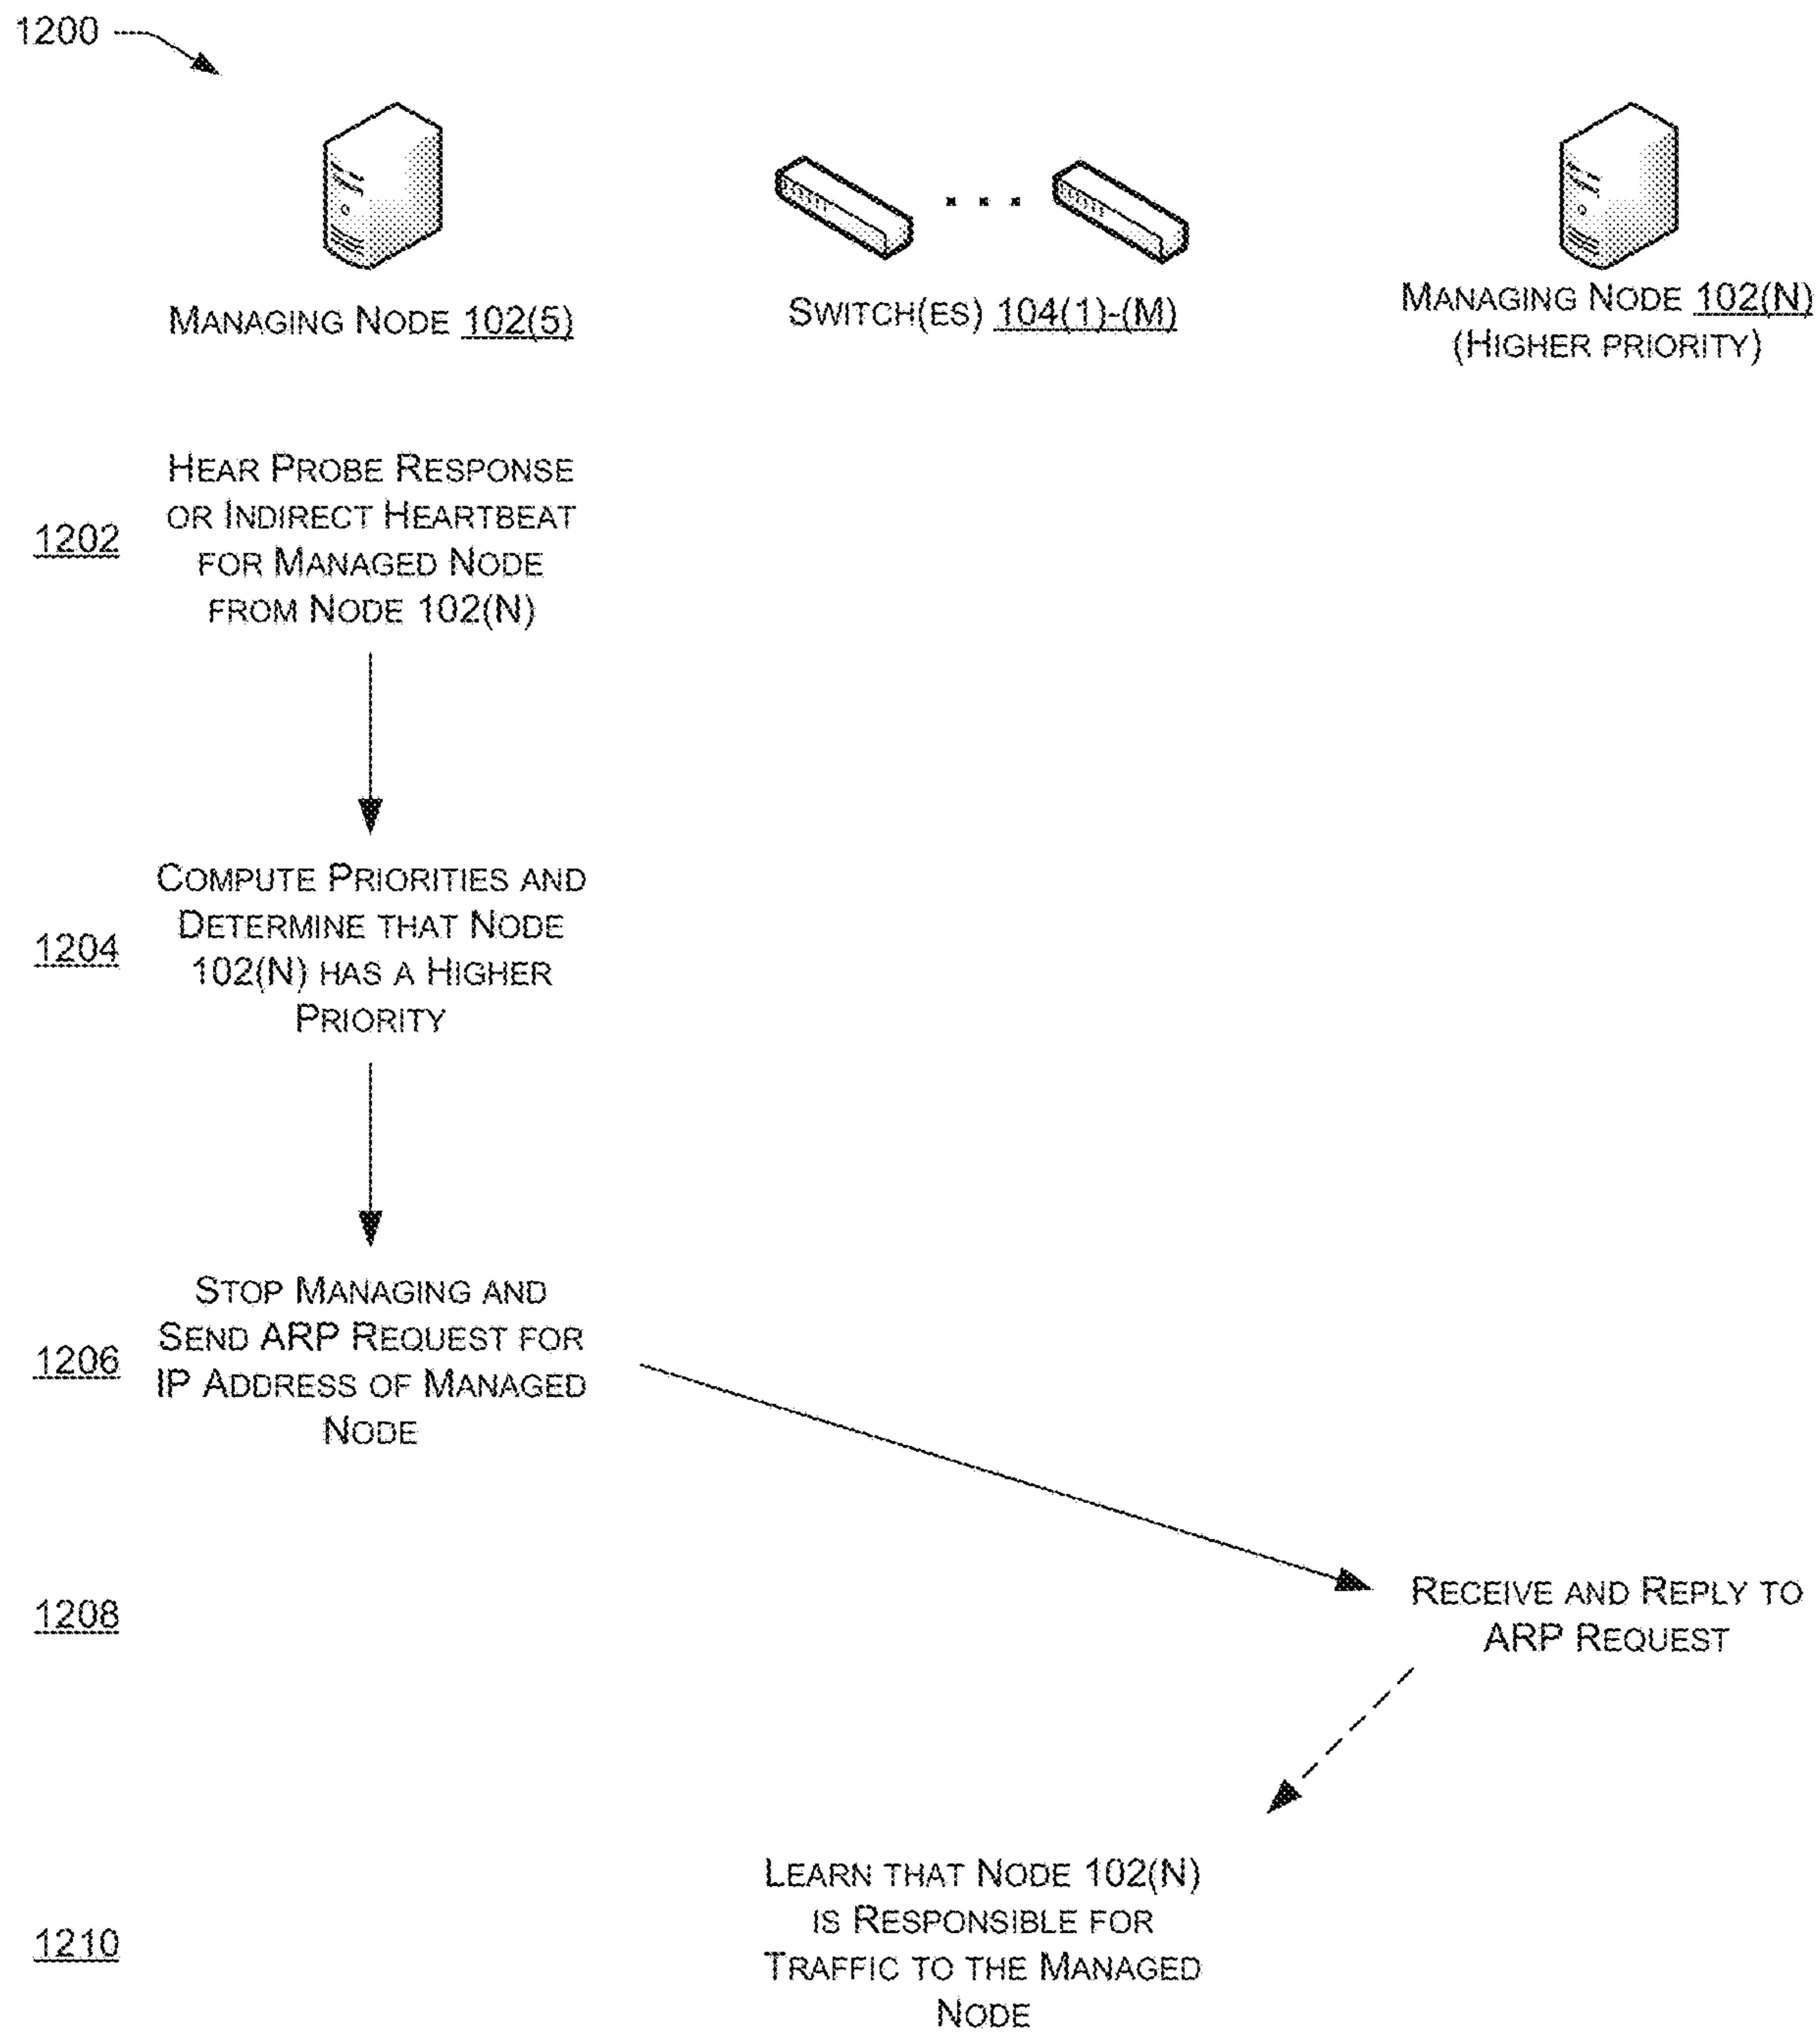 1200
MANAGING NODE 102(5)
SWITCH(ES) 104(1)-(M)
MANAGING NODE 102(N)
(HIGHER PRIORITY)
1202
HEAR PROBE RESPONSE
OR INDIRECT HEARTBEAT
FOR MANAGED NODE
FROM NODE 102(N)
1204
COMPUTE PRIORITIES AND
DETERMINE THAT NODE
102(N) HAS A HIGHER
PRIORITY
1206
STOP MANAGING AND
SEND ARP REQUEST FOR
IP ADDRESS OF MANAGED
NODE
1208
RECEIVE AND REPLY TO
ARP REQUEST
1210
LEARN THAT NODE 102(N)
IS RESPONSIBLE FOR
TRAFFIC TO THE MANAGED
NODE